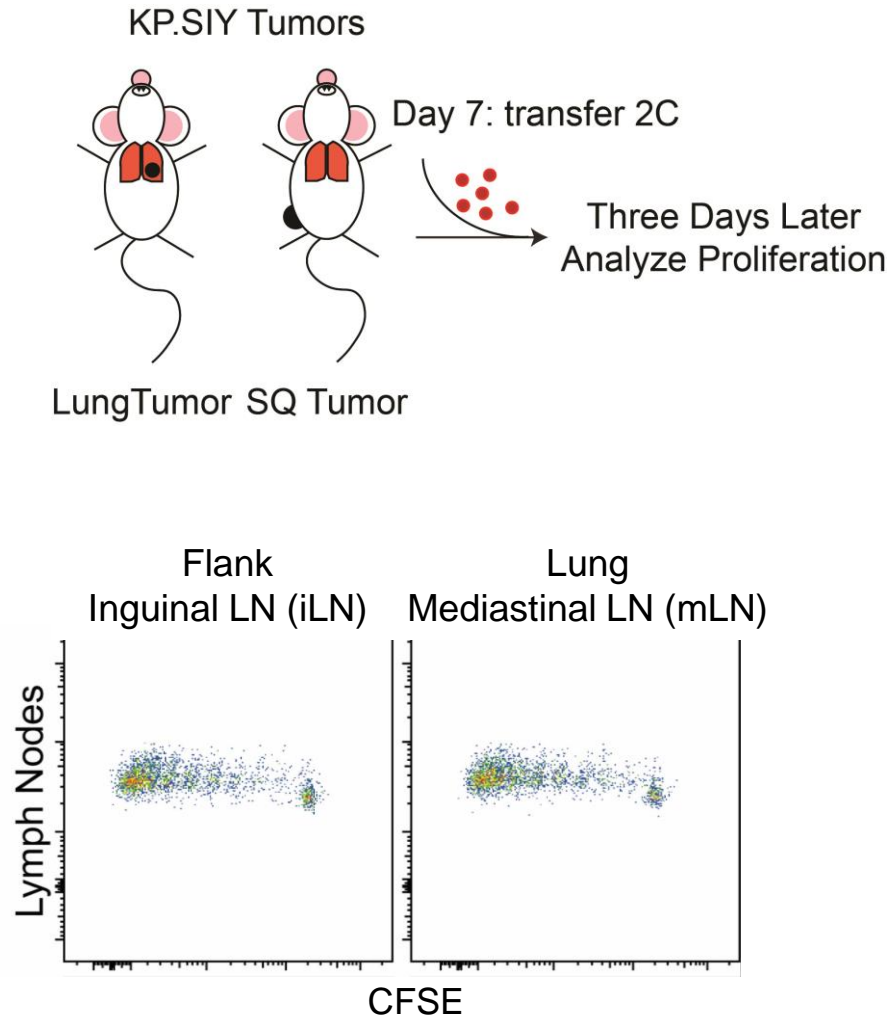 KP.SIY Tumors
Day 7: transfer 2C
Three Days Later
Analyze Proliferation
LungTumor SQ Tumor
Flank
Inguinal LN (iLN)
Lung
Mediastinal LN (mLN)
Lymph Nodes
CFSE